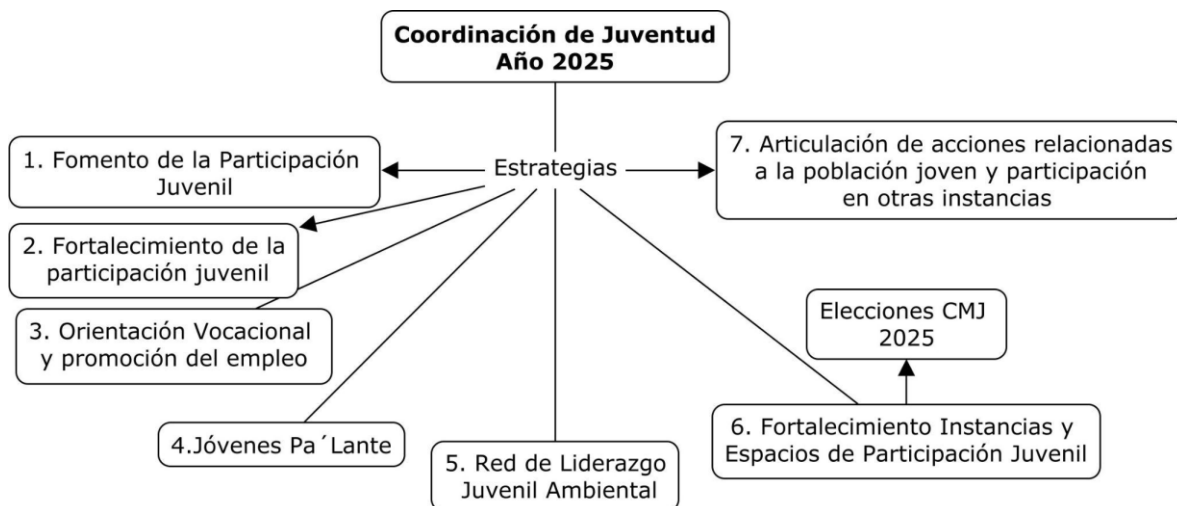 Coordinación de Juventud
Año 2025
Estrategias
1. Fomento de la Participación
Juvenil
2. Fortalecimiento de la
participación juvenil
3. Orientación Vocacional
y promoción del empleo
4.Jóvenes Pa´Lante
5. Red de Liderazgo
Juvenil Ambiental
6. Fortalecimiento Instancias y
Espacios de Participación Juvenil
Elecciones CMJ
2025
7. Articulación de acciones relacionadas
a la población joven y participación
en otras instancias